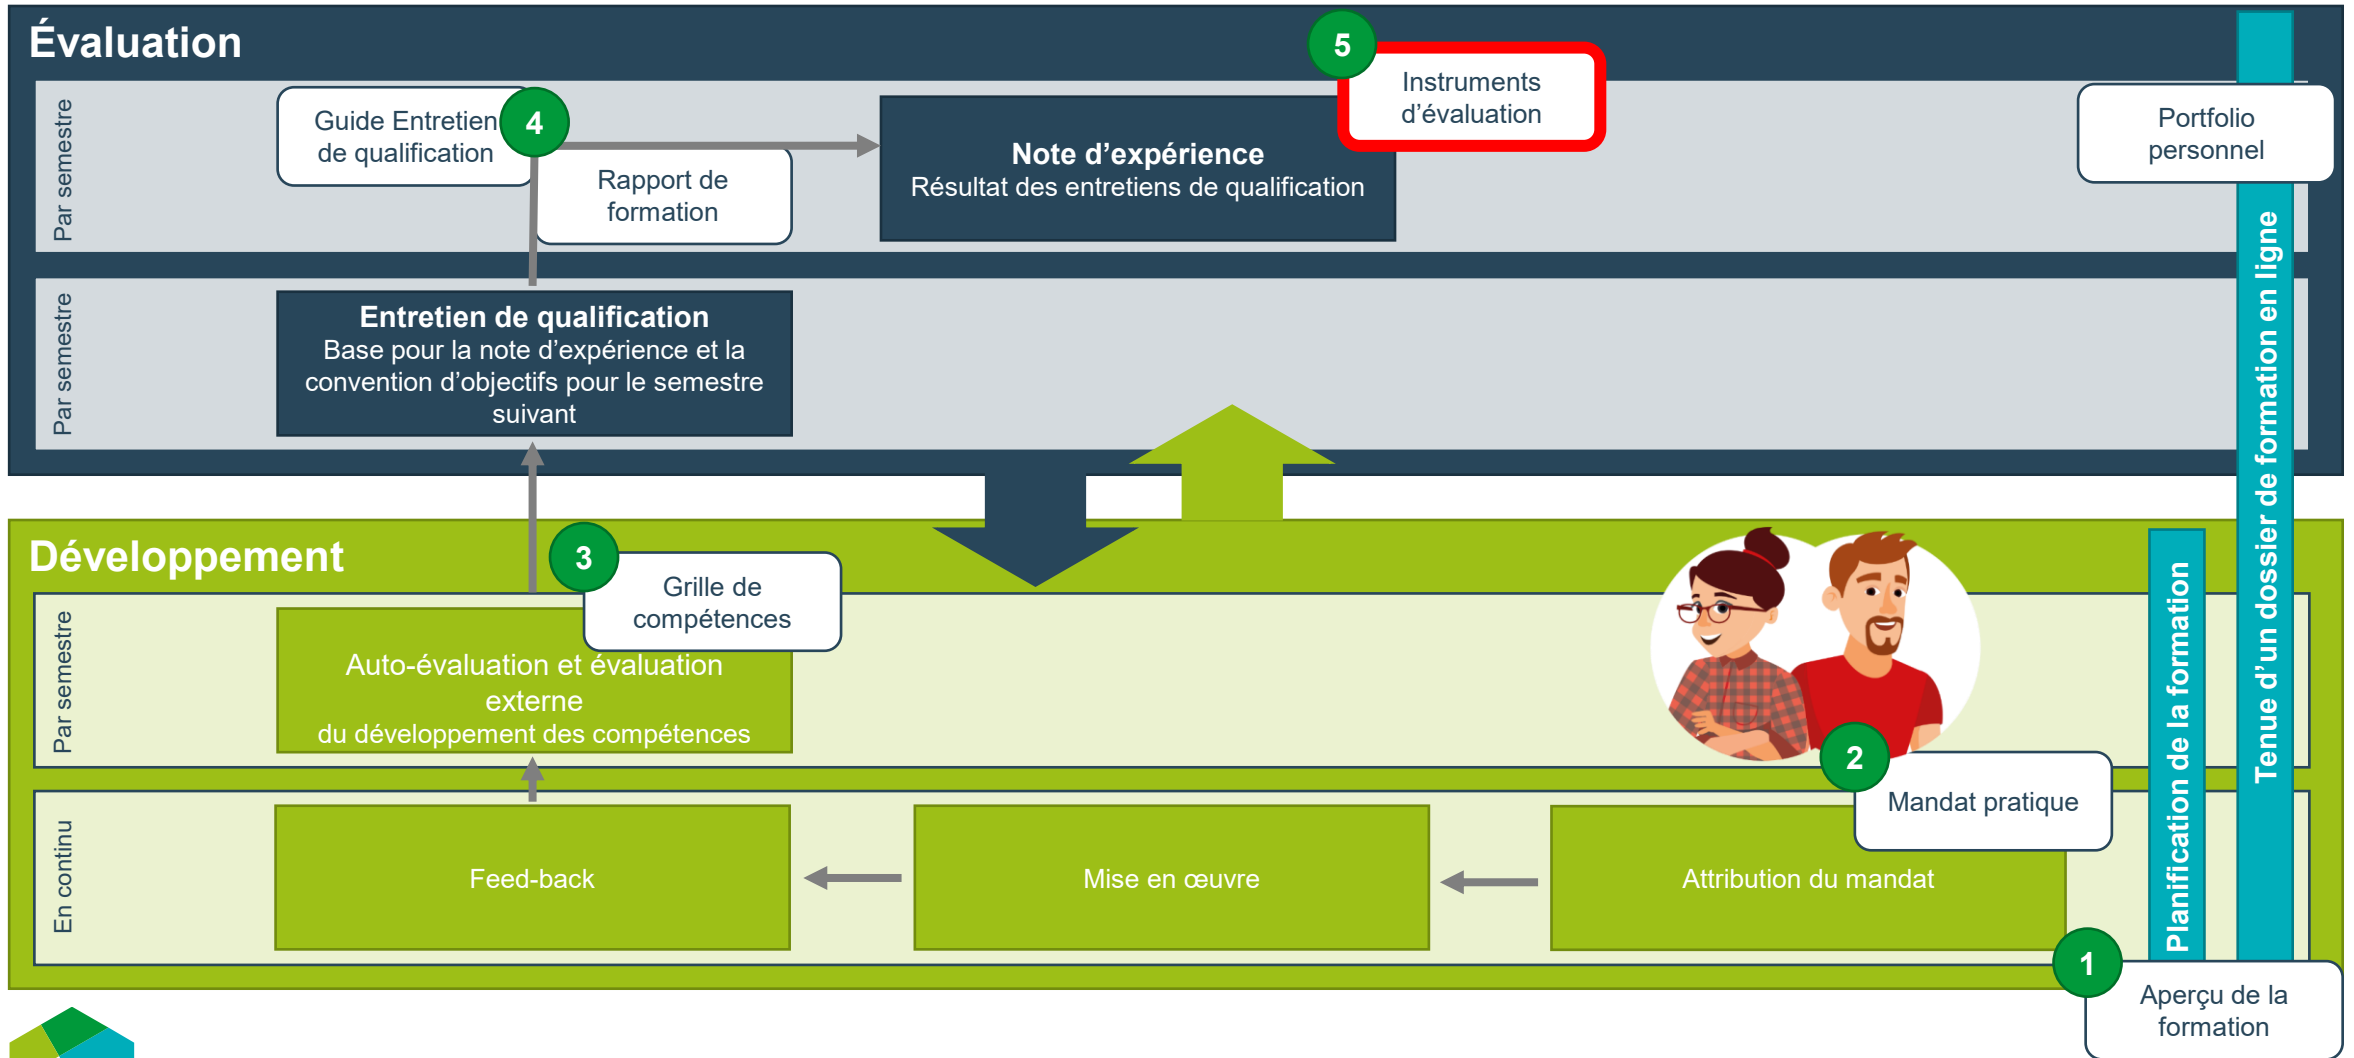 Évaluation
Par semestre
Guide Entretien
de qualification
4
Rapport de
formation
Note d’expérience
Résultat des entretiens de qualification
5
Instruments
d’évaluation
Portfolio
personnel
Par semestre
Entretien de qualification
Base pour la note d’expérience et la
convention d’objectifs pour le semestre
suivant
Tenue d’un dossier de formation en ligne
Développement
Par semestre
3
Grille de
compétences
Auto-évaluation et évaluation
externe
du développement des compétences
Planification de la formation
En continu
Feed-back
Mise en œuvre
Attribution du mandat
2
Mandat pratique
1
Aperçu de la
formation